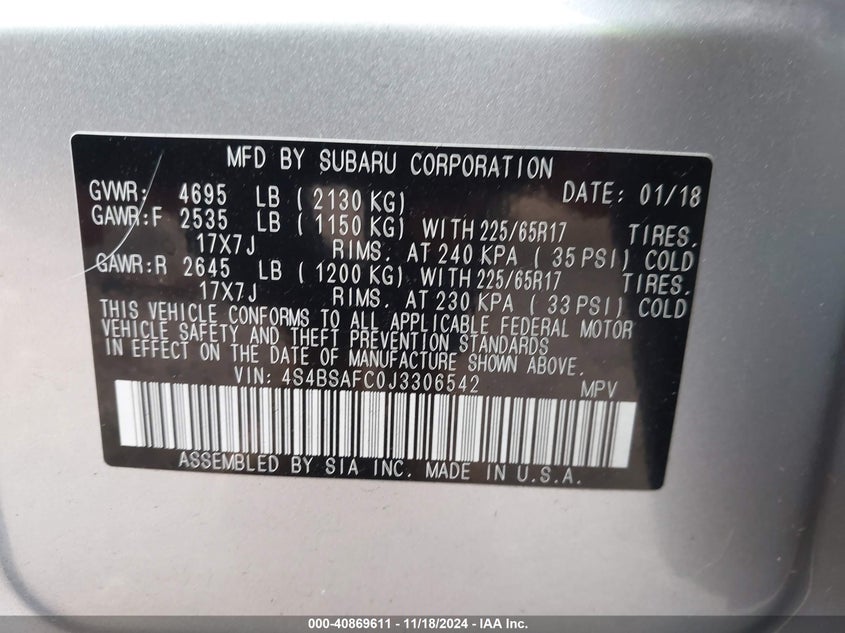 MFD BY SUBARU CORPORATION
GVWR: 4695 LB ( 2130 KG) DATE: 01/18
GAWR:F 2535 LB ( 1150 KG) WITH 225/65R17 TIRES.
17X7J RIMS. AT 240 KPA ( 35 PSI) COLD
GAWR:R 2645 LB ( 1200 KG) WITH 225/65R17 TIRES.
17X7J RIMS. AT 230 KPA ( 33 PSI) COLD
THIS VEHICLE CONFORMS TO ALL APPLICABLE FEDERAL MOTOR
VEHICLE SAFETY AND THEFT PREVENTION STANDARDS
IN EFFECT ON THE DATE OF MANUFACTURE SHOWN ABOVE.
VIN: 4S4BSAFC0J3306542 MPV
ASSEMBLED BY SIA INC. MADE IN U.S.A.
000-40869611 - 11/18/2024 - IAA Inc.